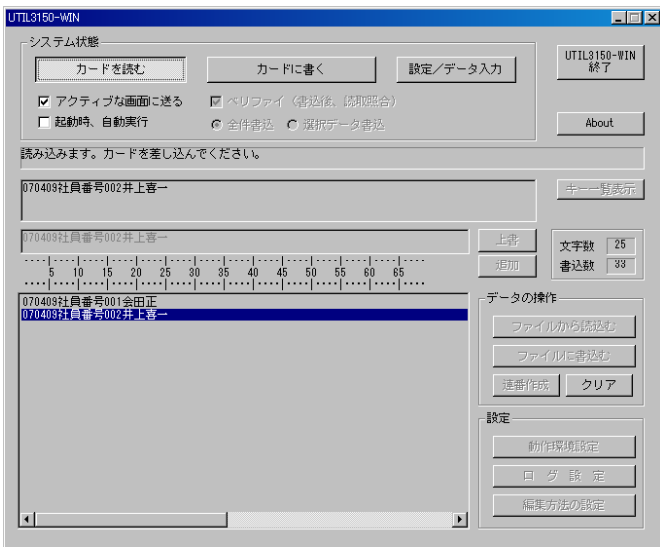 UTIL3150-WIN
システム状態
カードを読む
カードに書く
設定／データ入力
UTIL3150-WIN
終了
アクティブな画面に送る
ベリファイ（書込後、読取照合）
起動時、自動実行
全件書込
選択データ書込
About
読み込みます。カードを差し込んでください。
070409社員番号002井上喜一
キー一覧表示
070409社員番号002井上喜一
上書
文字数 25
5 10 15 20 25 30 35 40 45 50 55 60 65
追加
書込数 33
070409社員番号001会田正
070409社員番号002井上喜一
データの操作
ファイルから読込む
ファイルに書込む
連番作成
クリア
設定
動作環境設定
ログ設定
編集方法の設定